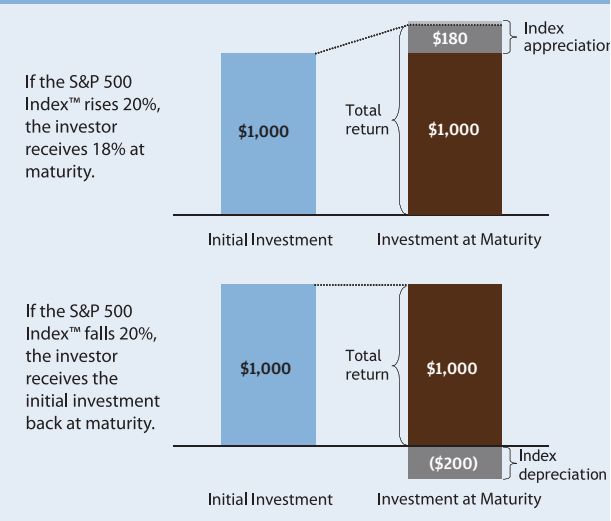 If the S&P 500
Index™ rises 20%,
the investor
receives 18% at
maturity.
$1,000
Total
return
$180
$1,000
Index
appreciation
Initial Investment
Investment at Maturity
If the S&P 500
Index™ falls 20%,
the investor
receives the
initial investment
back at maturity.
$1,000
Total
return
$1,000
($200)
Index
depreciation
Initial Investment
Investment at Maturity